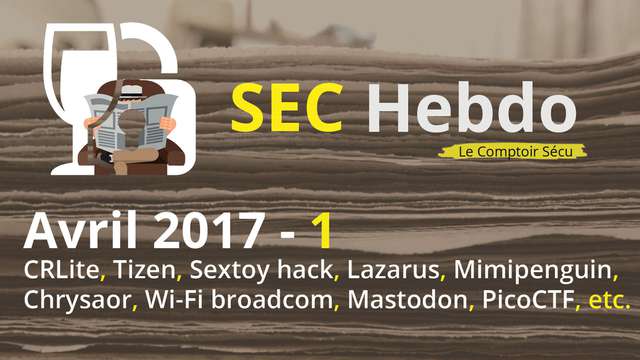 SEC Hebdo
Le Comptoir Sécu
Avril 2017 - 1
CRLite, Tizen, Sextoy hack, Lazarus, Mimipenguin,
Chrysaor, Wi-Fi broadcom, Mastodon, PicoCTF, etc.